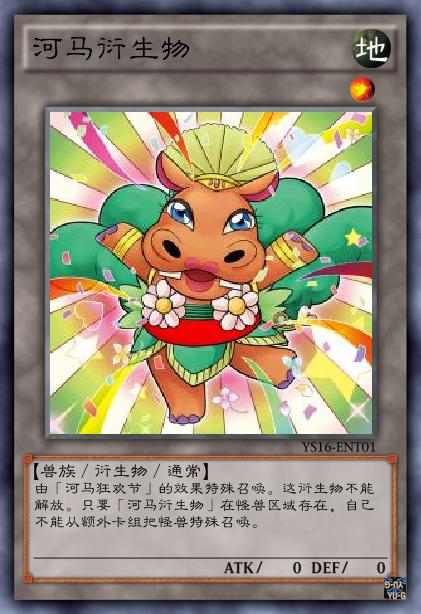 河马衍生物
地
YS16-ENT01
【兽族／衍生物／通常】
由「河马狂欢节」的效果特殊召唤。这衍生物不能
解放。只要「河马衍生物」在怪兽区域存在，自己
不能从额外卡组把怪兽特殊召唤。
ATK/ 0 DEF/ 0